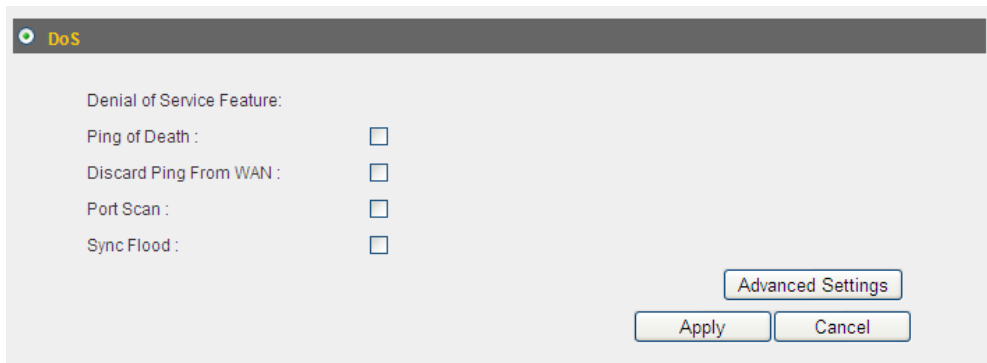 DoS
Denial of Service Feature:
Ping of Death :
Discard Ping From WAN :
Port Scan :
Sync Flood :
Advanced Settings
Apply Cancel